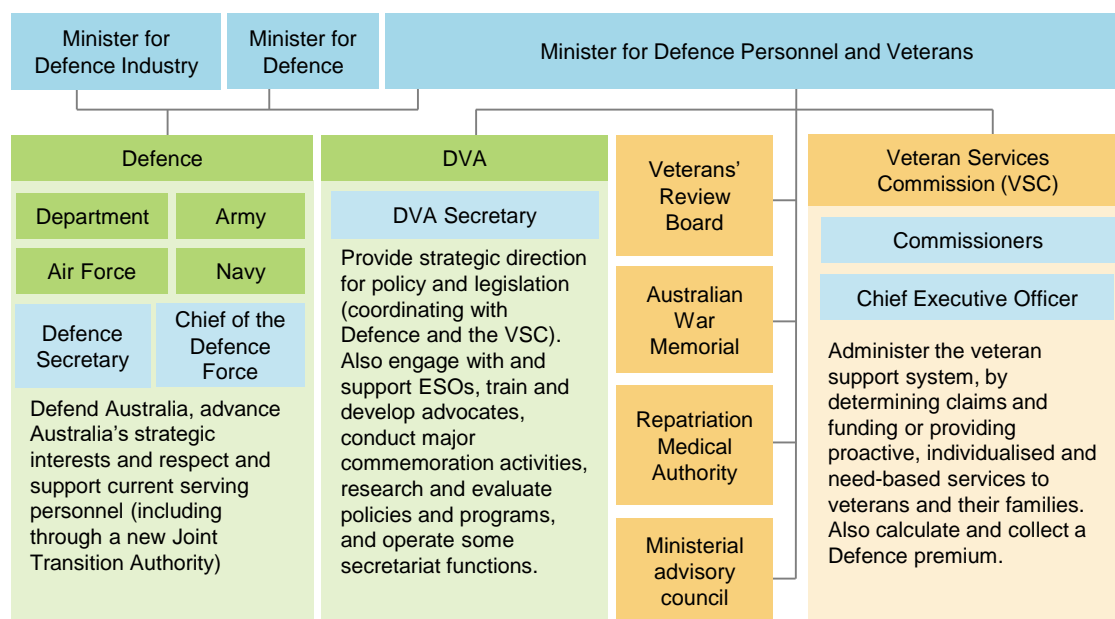 Minister for
Defence Industry
Minister for
Defence
Minister for Defence Personnel and Veterans
Defence
Department
Army
Air Force
Navy
Defence
Secretary
Chief of the
Defence
Force
Defend Australia, advance
Australia’s strategic
interests and respect and
support current serving
personnel (including
through a new Joint
Transition Authority)
DVA
DVA Secretary
Provide strategic direction
for policy and legislation
(coordinating with
Defence and the VSC).
Also engage with and
support ESOs, train and
develop advocates,
conduct major
commemoration activities,
research and evaluate
policies and programs,
and operate some
secretariat functions.
Veterans’
Review
Board
Australian
War
Memorial
Repatriation
Medical
Authority
Ministerial
advisory
council
Veteran Services
Commission (VSC)
Commissioners
Chief Executive Officer
Administer the veteran
support system, by
determining claims and
funding or providing
proactive, individualised and
need-based services to
veterans and their families.
Also calculate and collect a
Defence premium.